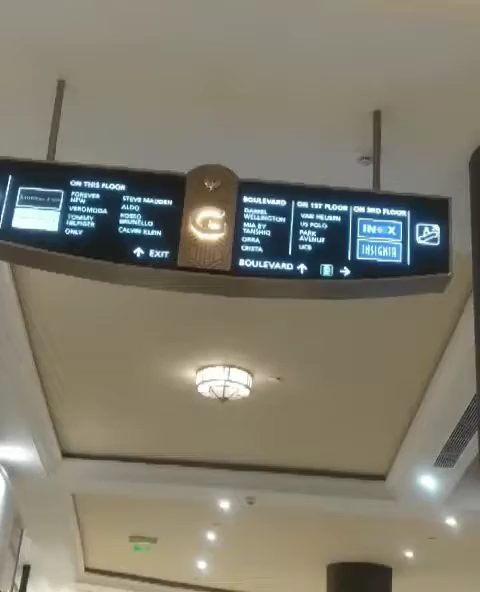 ON THIS FLOOR
FOREVER
NEW
VEROMODA
TOMMY
HILFIGER
ONLY
STEVE MADDEN
ALDO
ROSSO
BRUNELLO
CALVIN KLEIN
EXIT
G
BOULEVARD
DANIEL
WELLINGTON
MIA BY
TANSHIQ
ORRA
CRISTA
BOULEVARD
ON 1ST FLOOR
VAN HEUSEN
US POLO
PARK
AVENUE
UCB
ON 3RD FLOOR
INOX
INSIGNIA